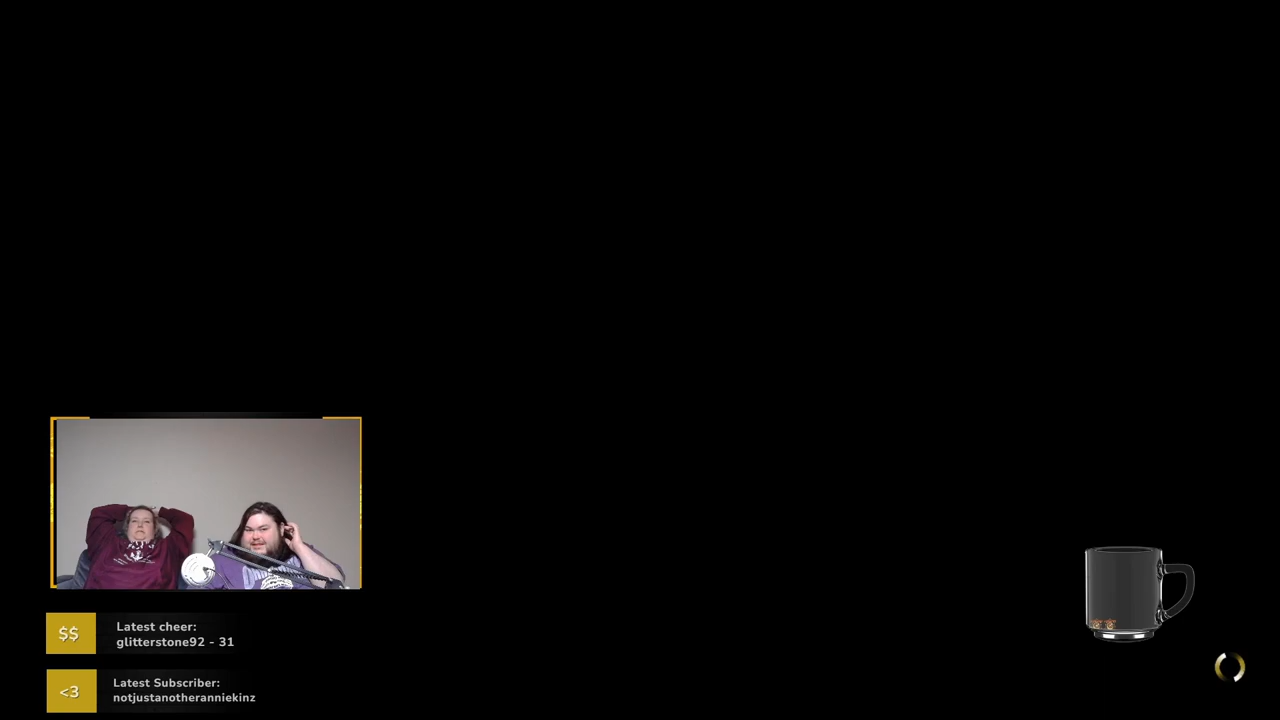 $$
Latest cheer:
glitterstone92 - 31
<3
Latest Subscriber:
notjustanotheranniekinz